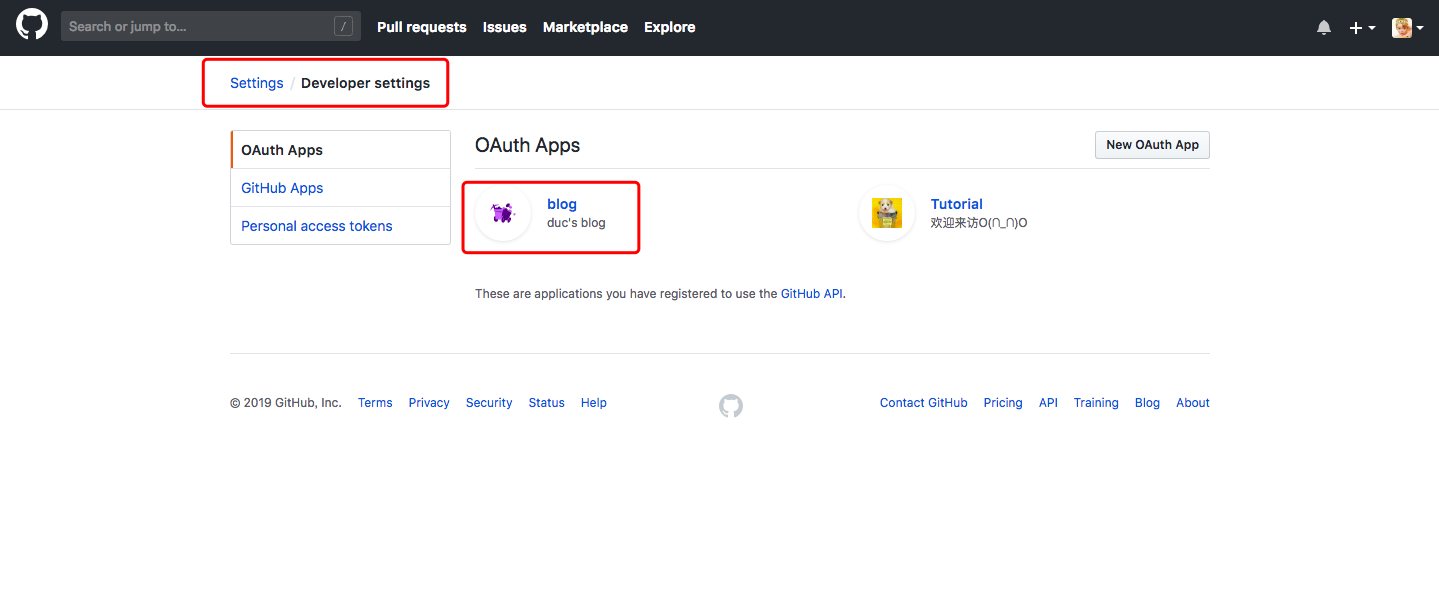 Search or jump to... /
Pull requests Issues Marketplace Explore
Settings / Developer settings
OAuth Apps
GitHub Apps
Personal access tokens
OAuth Apps
New OAuth App
blog
duc's blog
Tutorial
欢迎来访O(∩_∩)O
These are applications you have registered to use the GitHub API.
© 2019 GitHub, Inc. Terms Privacy Security Status Help
Contact GitHub Pricing API Training Blog About